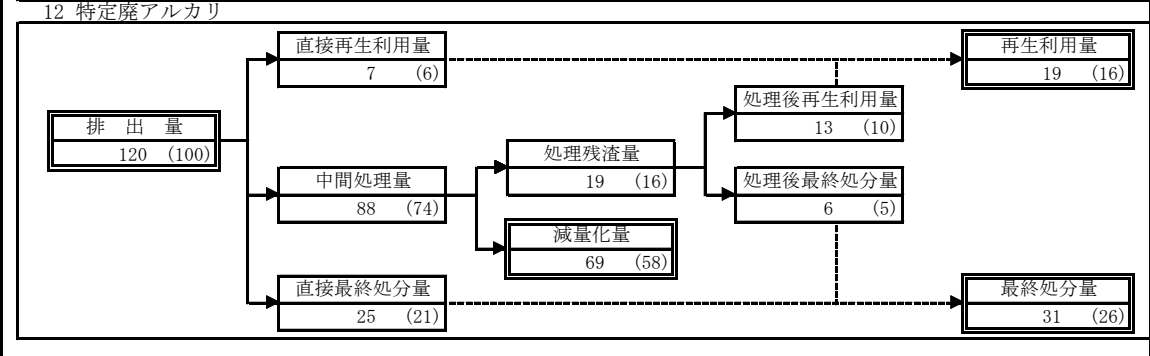 12 特定廃アルカリ
直接再生利用量
7 (6)
再生利用量
19 (16)
処理後再生利用量
13 (10)
排 出 量
120 (100)
処理残渣量
19 (16)
中間処理量
88 (74)
処理後最終処分量
6 (5)
減量化量
69 (58)
直接最終処分量
25 (21)
最終処分量
31 (26)